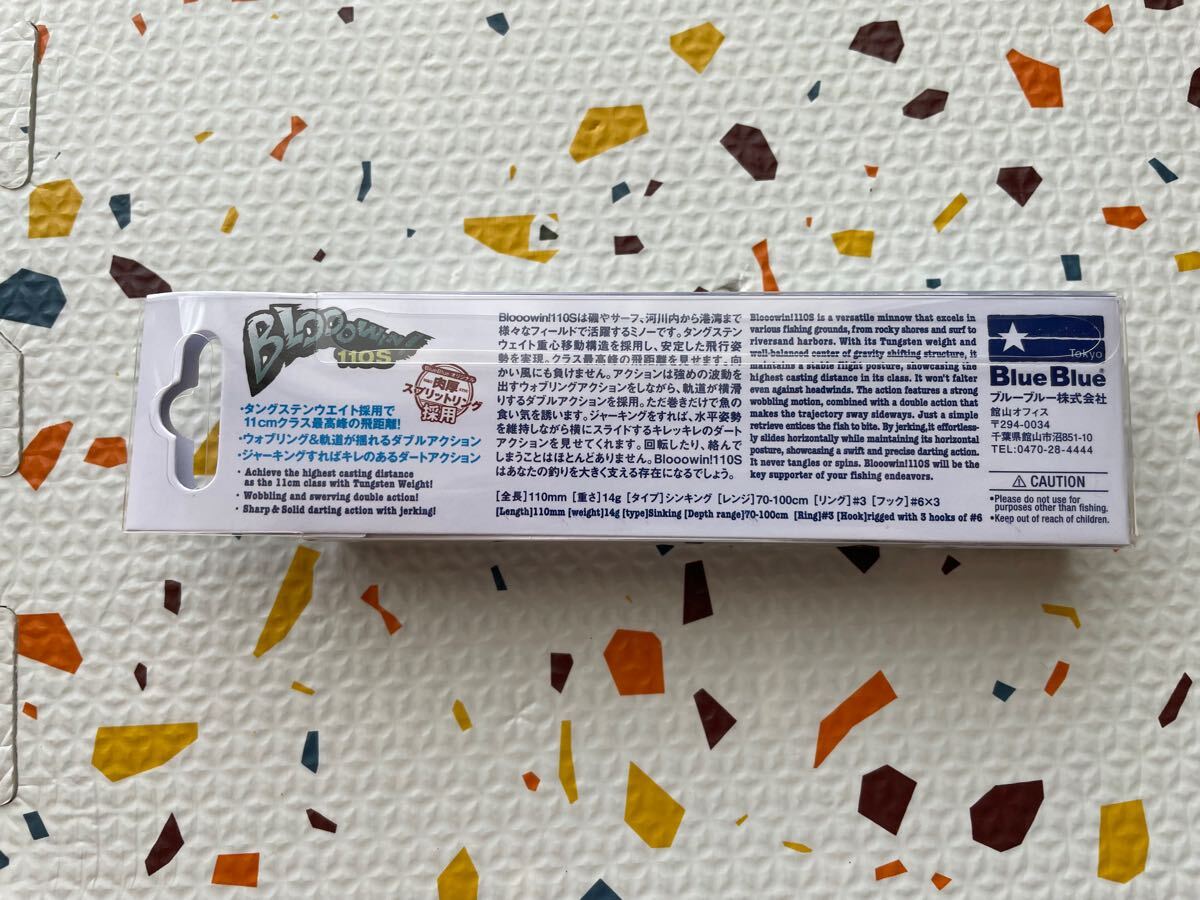 BLOOOWIN!
110S
BlueBlue オリジナル
肉厚
スプリットリング
採用
・タングステンウエイト採用で
11cmクラス最高峰の飛距離!
・ウォブリング&軌道が揺れるダブルアクション
・ジャーキングすればキレのあるダートアクション
・Achieve the highest casting distance
as the 11cm class with Tungsten Weight!
・Wobbling and swerving double action!
・Sharp & Solid darting action with jerking!
Blooowin!110Sは磯やサーフ、河川内から港湾まで
様々なフィールドで活躍するミノーです。タングステン
ウェイト重心移動構造を採用し、安定した飛行姿
勢を実現。クラス最高峰の飛距離を見せます。向
かい風にも負けません。アクションは強めの波動を
出すウォブリングアクションをしながら、軌道が横滑
りするダブルアクションを採用。ただ巻きだけで魚の
食い気を誘います。ジャーキングをすれば、水平姿勢
を維持しながら横にスライドするキレッキレのダート
アクションを見せてくれます。回転したり、絡んで
しまうことはほとんどありません。Blooowin!110S
はあなたの釣りを大きく支える存在になるでしょう。
Blooowin!110S is a versatile minnow that excels in
various fishing grounds, from rocky shores and surf to
riversand harbors. With its Tungsten weight and
well-balanced center of gravity shifting structure, it
maintains a stable flight posture, showcasing the
highest casting distance in its class. It won't falter
even against headwinds. The action features a strong
wobbling motion, combined with a double action that
makes the trajectory sway sideways. Just a simple
retrieve entices the fish to bite. By jerking,it effortless-
ly slides horizontally while maintaining its horizontal
posture, showcasing a swift and precise darting action.
It never tangles or spins. Blooowin!110S will be the
key supporter of your fishing endeavors.
[全長]110mm [重さ]14g [タイプ]シンキング [レンジ]70-100cm [リング]#3 [フック]#6×3
[Length]110mm [weight]14g [type]Sinking [Depth range]70-100cm [Ring]#3 [Hook]rigged with 3 hooks of #6
Tokyo
BlueBlue®
ブルーブルー株式会社
館山オフィス
〒294-0034
千葉県館山市沼851-10
TEL:0470-28-4444
⚠ CAUTION
•Please do not use for
purposes other than fishing.
•Keep out of reach of children.